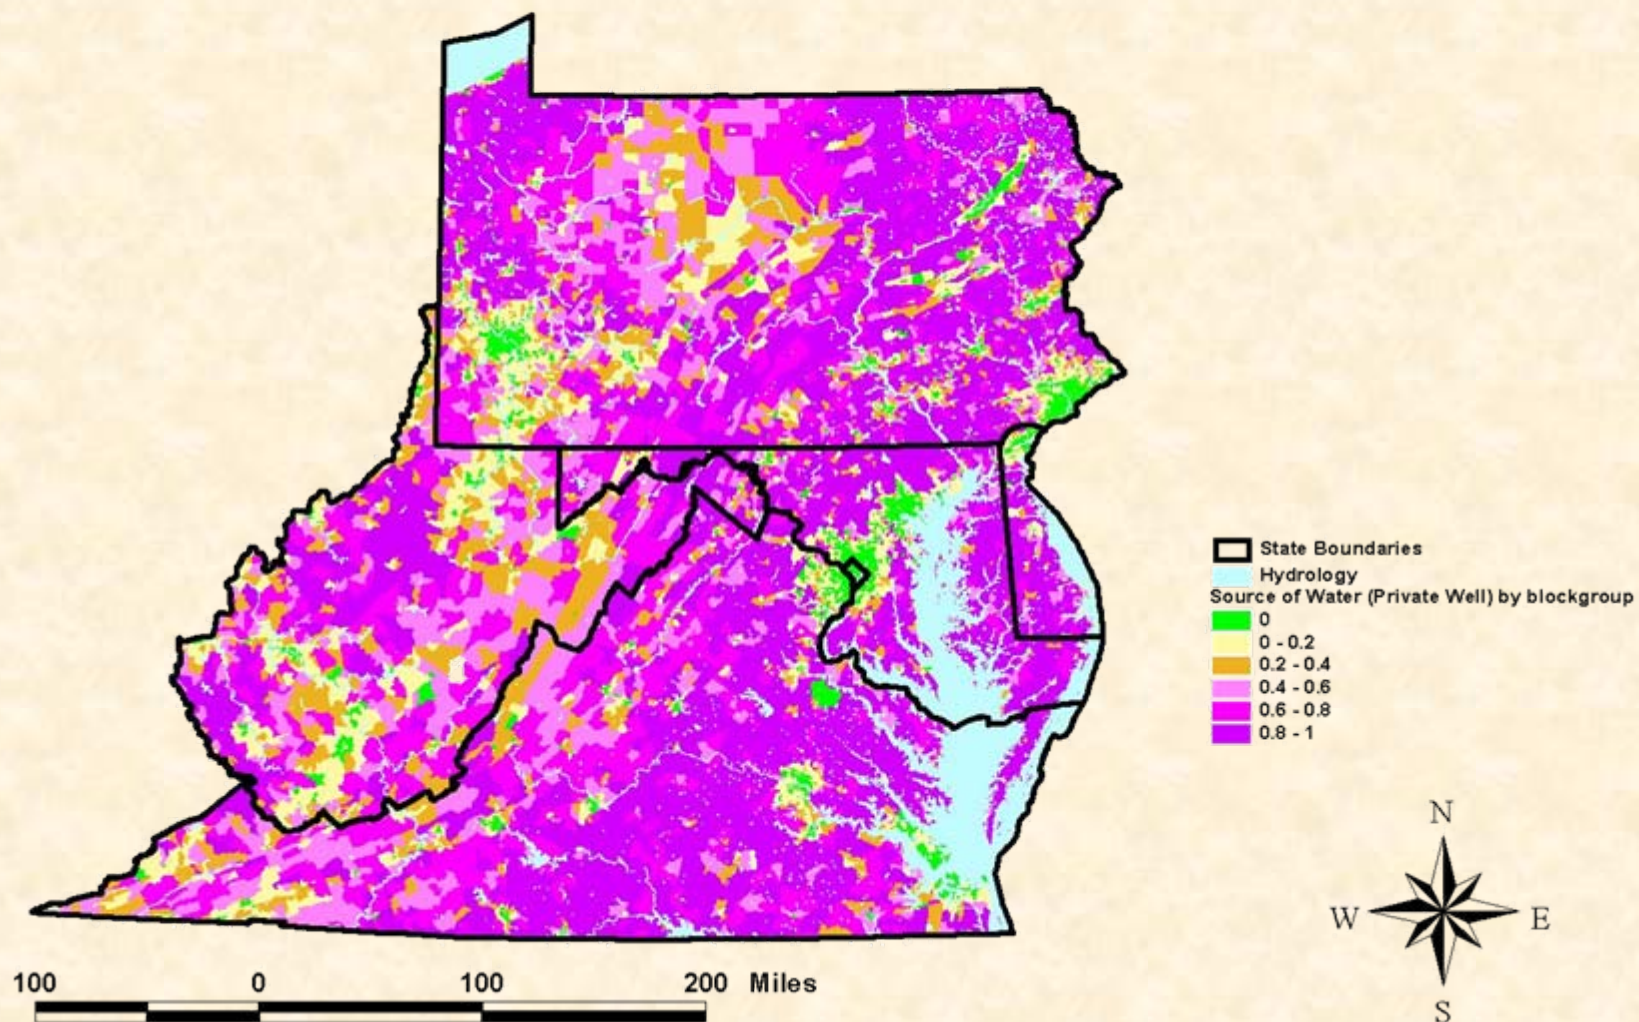 State Boundaries
Hydrology
Source of Water (Private Well) by blockgroup
0
0 - 0.2
0.2 - 0.4
0.4 - 0.6
0.6 - 0.8
0.8 - 1
N
W E
S
100 0 100 200 Miles